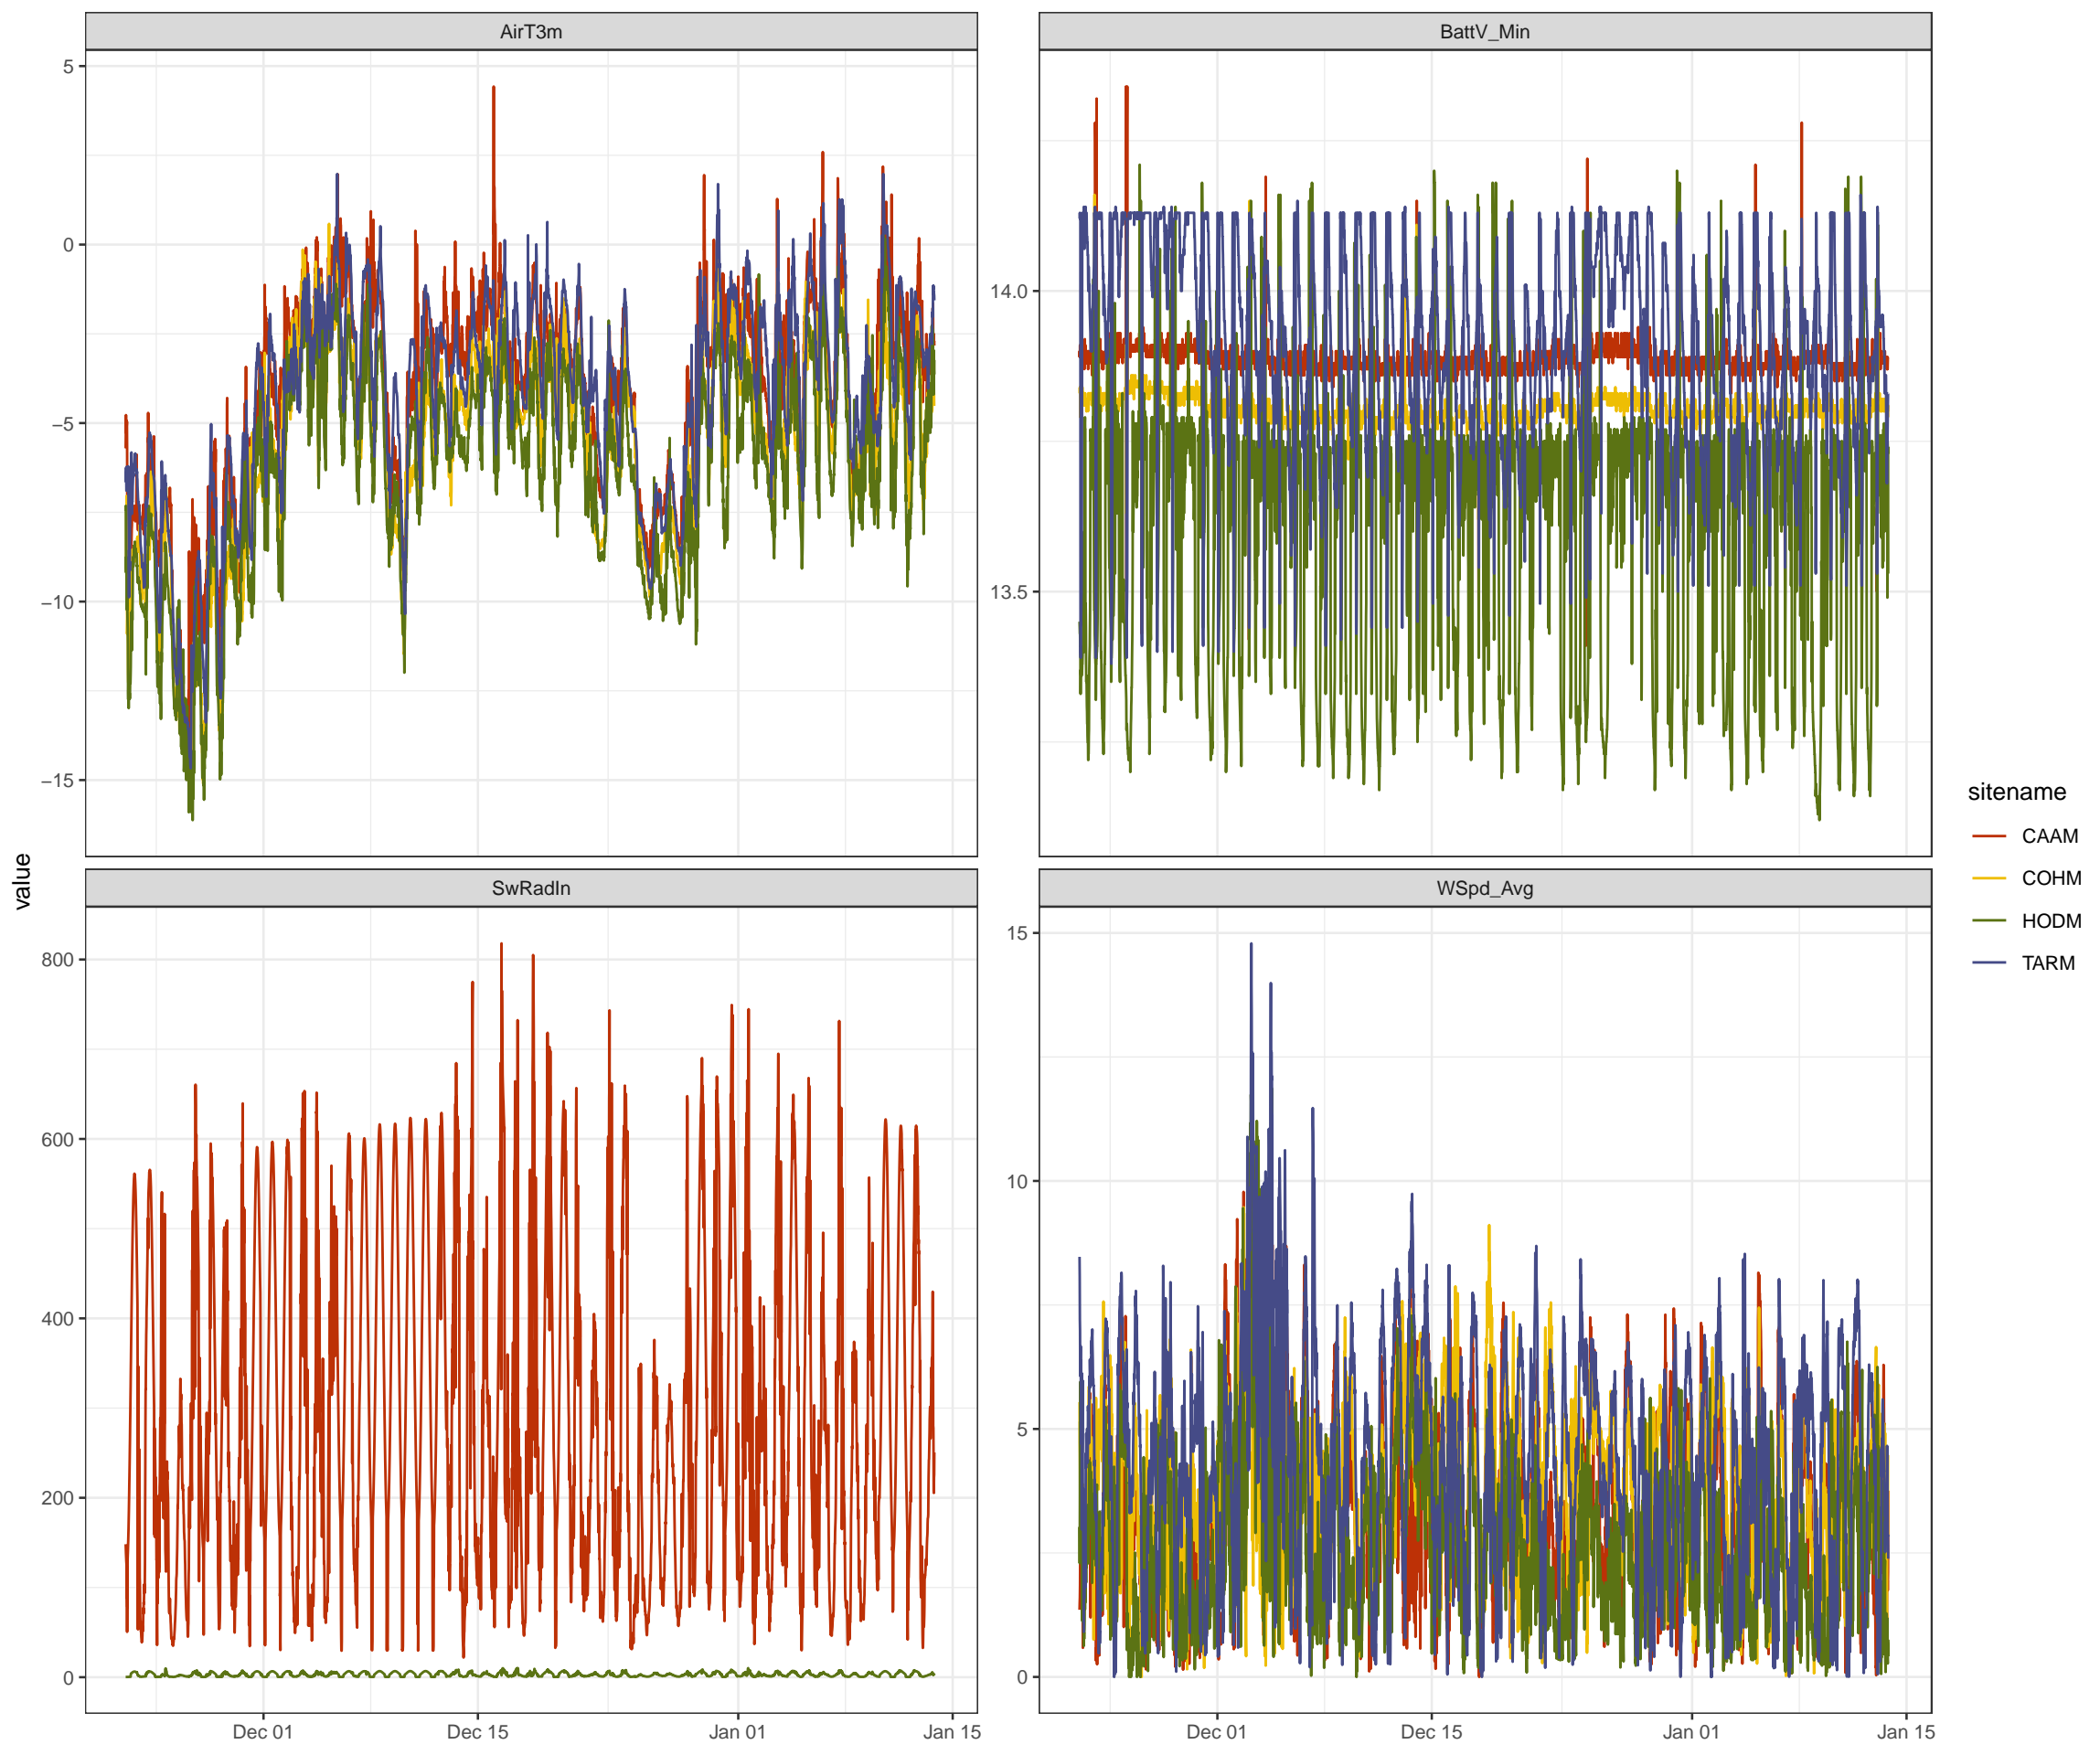 AirT3m
BattV_Min
5
0
−5
−10
−15
14.0
13.5
value
SwRadIn
WSpd_Avg
800
600
400
200
0
15
10
5
0
Dec 01
Dec 15
Jan 01
Jan 15
Dec 01
Dec 15
Jan 01
Jan 15
sitename
CAAM
COHM
HODM
TARM